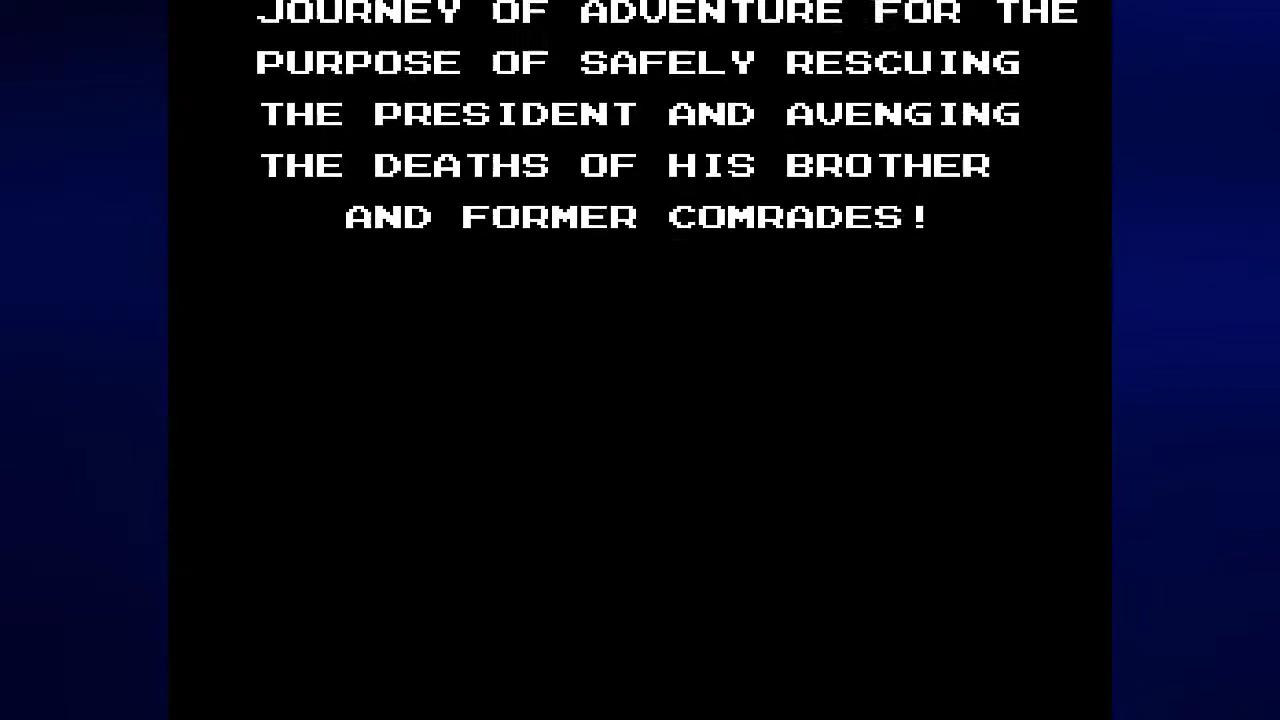 JOURNEY OF ADVENTURE FOR THE
PURPOSE OF SAFELY RESCUING
THE PRESIDENT AND AVENGING
THE DEATHS OF HIS BROTHER
AND FORMER COMRADES!